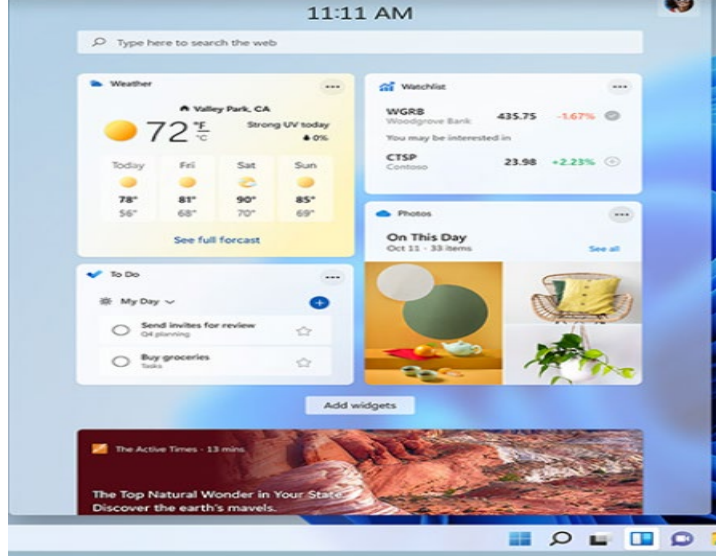 11:11 AM
Type here to search the web
Weather
Valley Park, CA
72 °F
°C
Strong UV today
0%
Today Fri Sat Sun
78° 81° 90° 85°
56° 68° 70° 69°
See full forcast
Watchlist
WGRB
Woodgrove Bank
435.75 -1.67%
You may be interested in
CTSP
Contoso
23.98 +2.23%
To Do
My Day
Send invites for review
Q4 planning
Buy groceries
Tasks
Photos
On This Day
Oct 11 · 33 items
See all
Add widgets
The Active Times · 13 mins
The Top Natural Wonder in Your State.
Discover the earth's mavels.